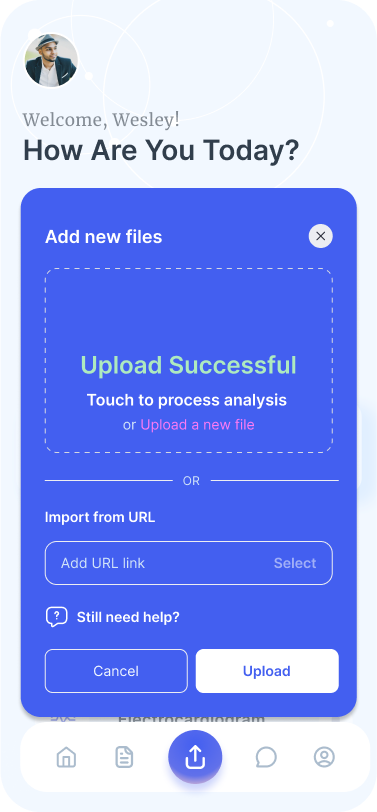 Welcome, Wesley!
How Are You Today?
Add new files
Upload Successful
Touch to process analysis
or Upload a new file
OR
Import from URL
Add URL link Select
Still need help?
Cancel Upload
Electrocardiogram